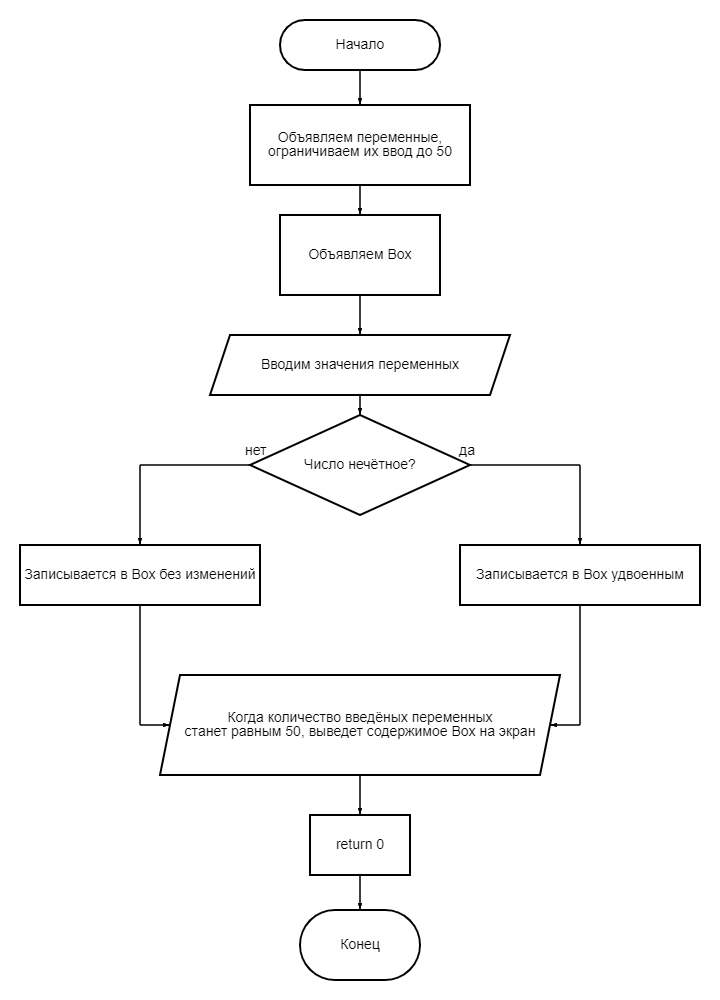 Начало
Объявляем переменные,
ограничиваем их ввод до 50
Объявляем Box
Вводим значения переменных
нет
да
Число нечётное?
Записывается в Box без изменений
Записывается в Box удвоенным
Когда количество введёных переменных
станет равным 50, выведет содержимое Box на экран
return 0
Конец